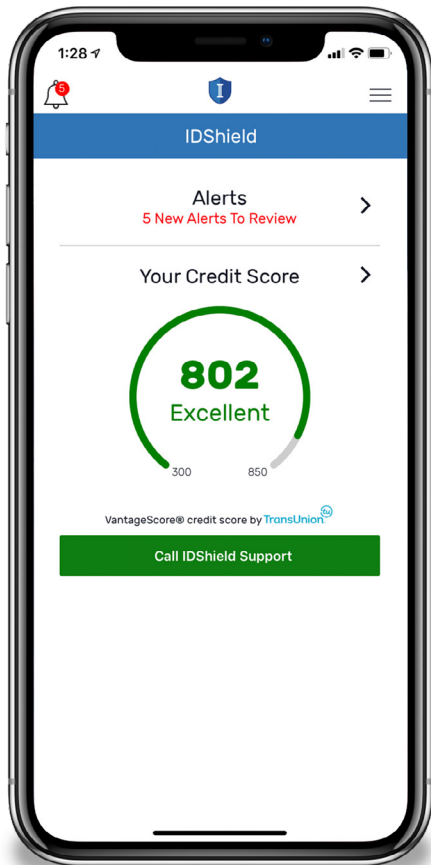 1:28
5
I
IDShield
Alerts
5 New Alerts To Review
Your Credit Score
802
Excellent
300 850
VantageScore® credit score by TransUnion tu
Call IDShield Support